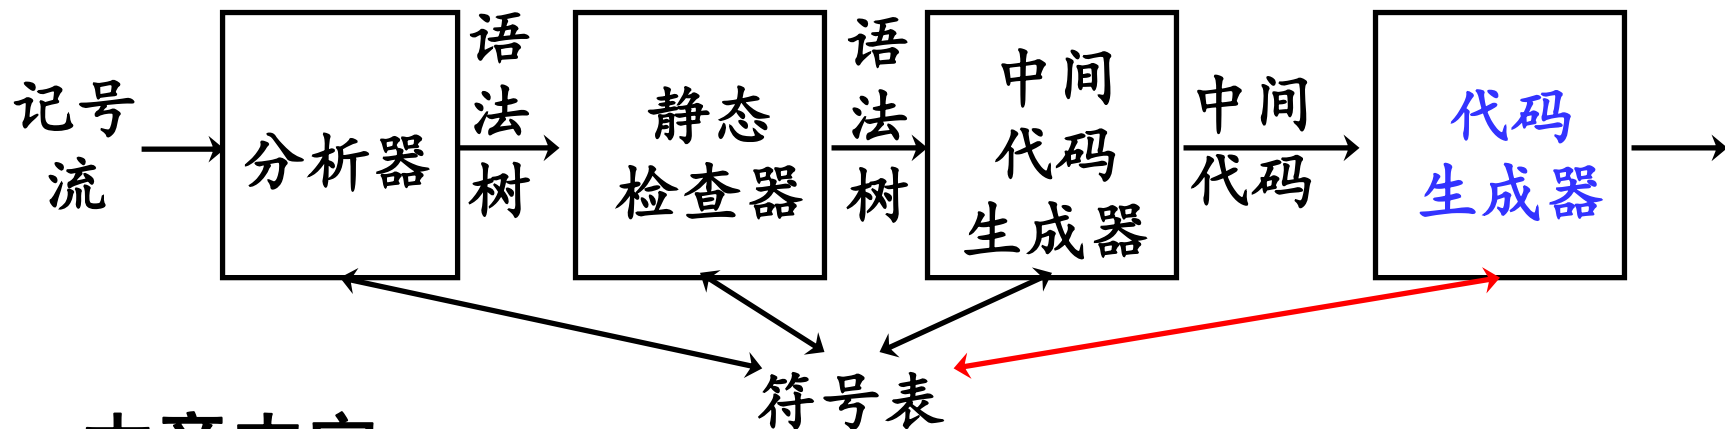 记号
流
分析器
语
法
树
静态
检查器
语
法
树
中间
代码
生成器
中间
代码
代码
生成器
符号表